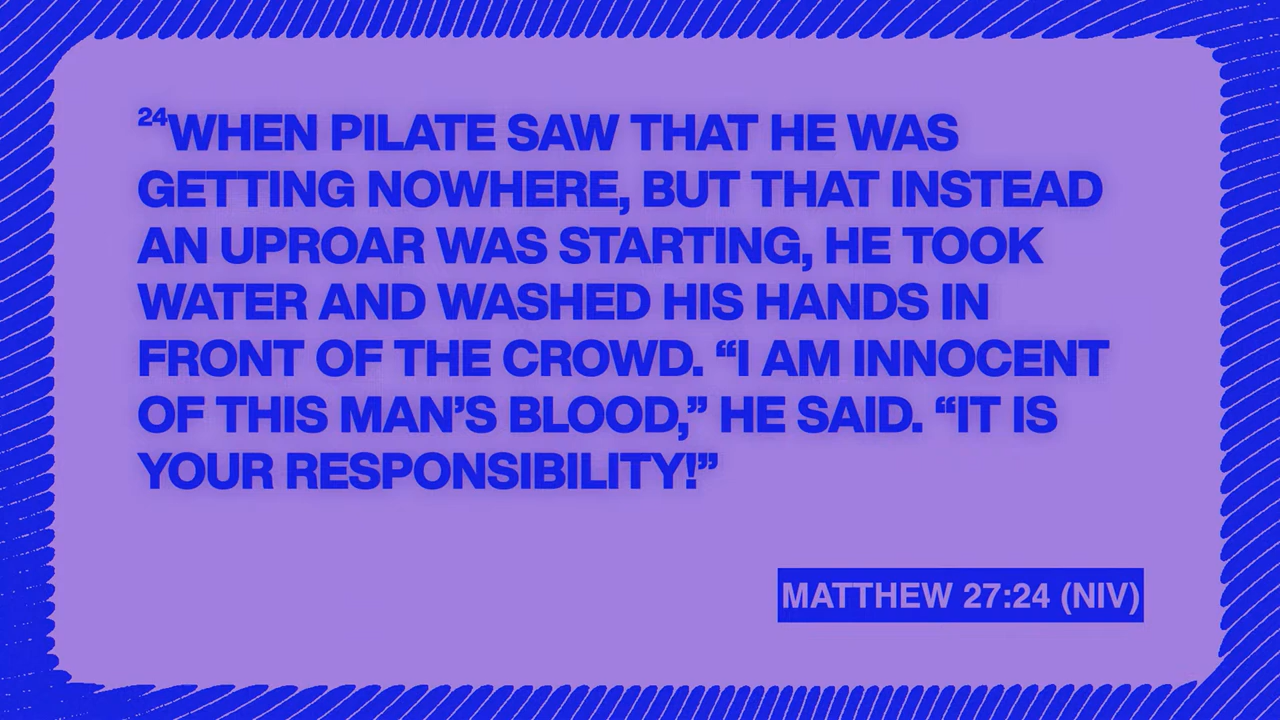 ²⁴WHEN PILATE SAW THAT HE WAS
GETTING NOWHERE, BUT THAT INSTEAD
AN UPROAR WAS STARTING, HE TOOK
WATER AND WASHED HIS HANDS IN
FRONT OF THE CROWD. “I AM INNOCENT
OF THIS MAN’S BLOOD,” HE SAID. “IT IS
YOUR RESPONSIBILITY!”
MATTHEW 27:24 (NIV)